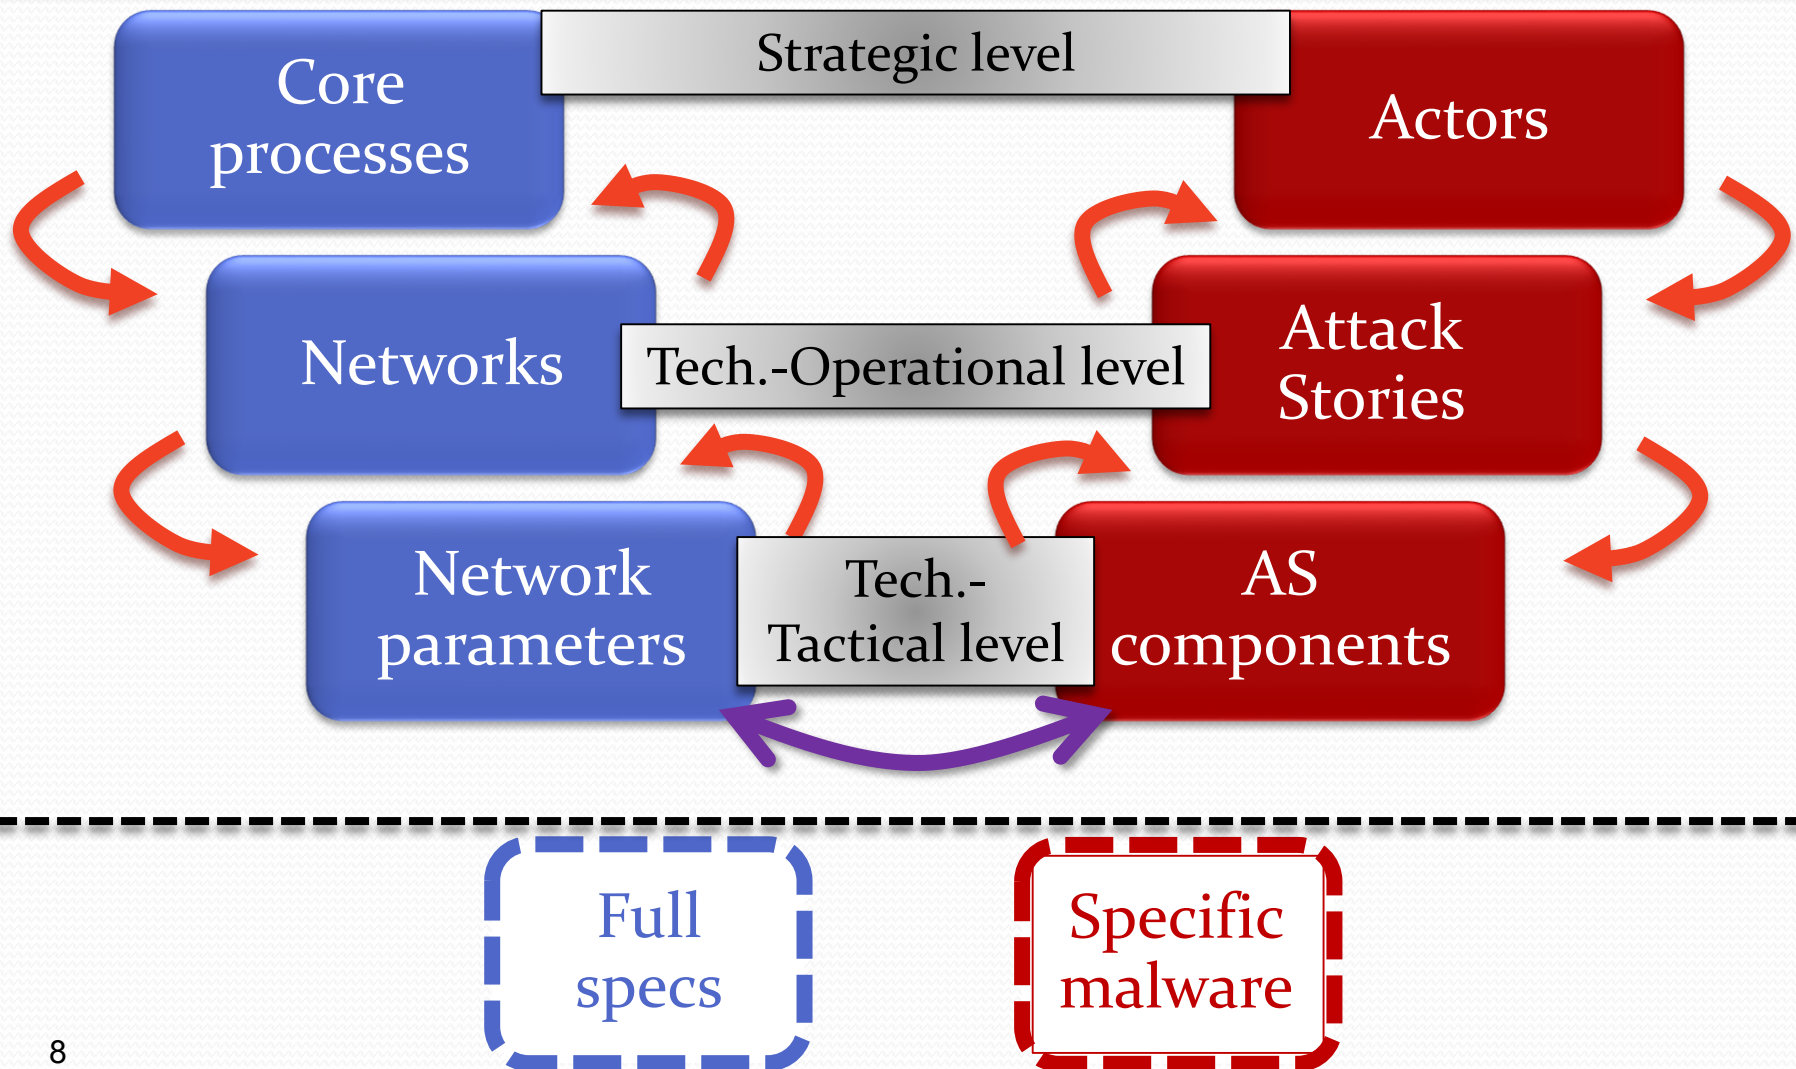 Strategic level
Core
processes
Actors
Networks
Tech.-Operational level
Attack
Stories
Network
parameters
Tech.-
Tactical level
AS
components
Full
specs
Specific
malware
8